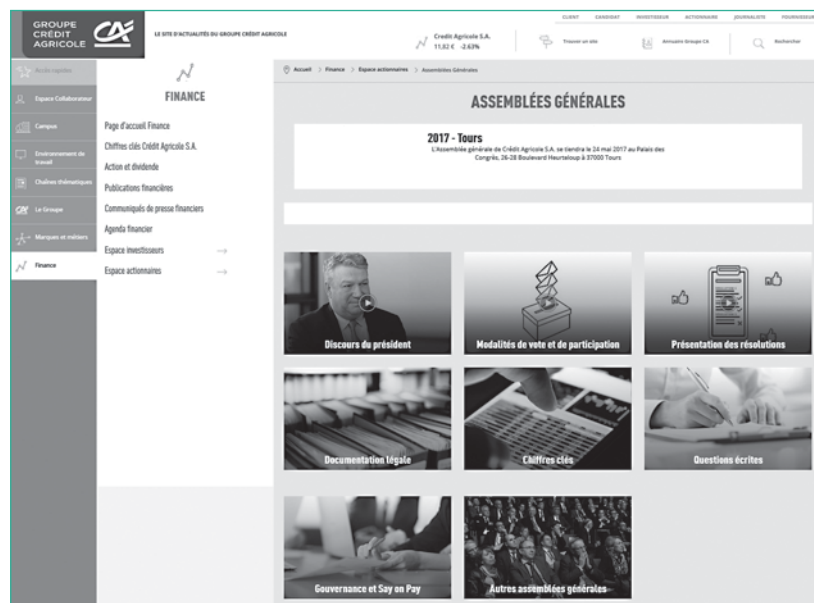 CLIENT CANDIDAT INVESTISSEUR ACTIONNAIRE JOURNALISTE FOURNISSEUR
GROUPE
CRÉDIT
AGRICOLE
LE SITE D'ACTUALITÉS DU GROUPE CRÉDIT AGRICOLE
Credit Agricole S.A.
11,82 € -2.63%
Trouver un site
Annuaire Groupe CA
Rechercher
Accès rapides
Espace Collaborateur
Campus
Environnement de
travail
Chaînes thématiques
Le Groupe
Marques et métiers
Finance
FINANCE
Page d'accueil Finance
Chiffres clés Crédit Agricole S.A.
Action et dividende
Publications financières
Communiqués de presse financiers
Agenda financier
Espace investisseurs →
Espace actionnaires →
Accueil > Finance > Espace actionnaires > Assemblées Générales
ASSEMBLÉES GÉNÉRALES
2017 - Tours
L'Assemblée générale de Crédit Agricole S.A. se tiendra le 24 mai 2017 au Palais des
Congrès, 26-28 Boulevard Heurteloup à 37000 Tours
Discours du président
Modalités de vote et de participation
Présentation des résolutions
Documentation légale
Chiffres clés
Questions écrites
Gouvernance et Say on Pay
Autres assemblées générales